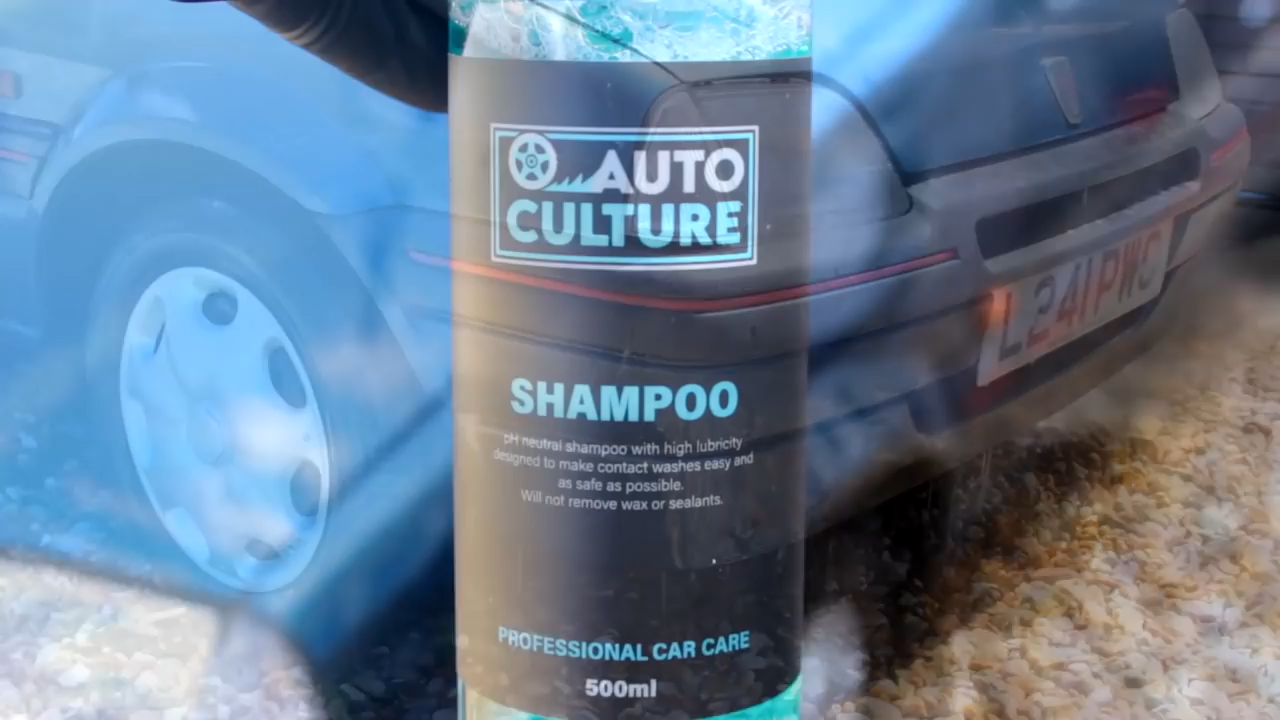 AUTO
CULTURE
SHAMPOO
pH neutral shampoo with high lubricity
designed to make contact washes easy and
as safe as possible.
Will not remove wax or sealants.
PROFESSIONAL CAR CARE
500ml
L241PWC